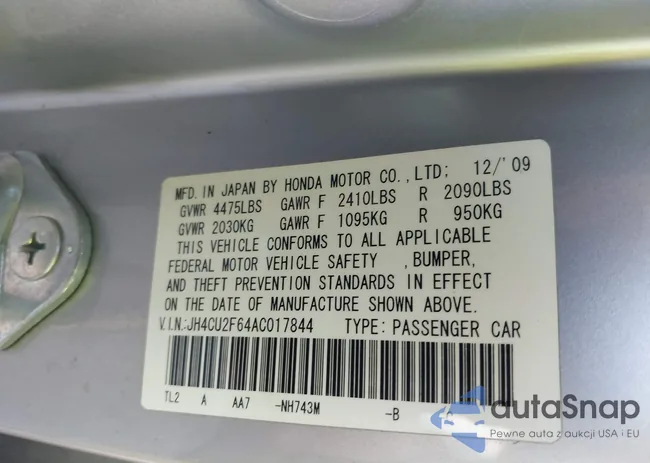 MFD. IN JAPAN BY HONDA MOTOR CO.,LTD; 12/'09
GVWR 4475LBS GAWR F 2410LBS R 2090LBS
GVWR 2030KG GAWR F 1095KG R 950KG
THIS VEHICLE CONFORMS TO ALL APPLICABLE
FEDERAL MOTOR VEHICLE SAFETY ,BUMPER,
AND THEFT PREVENTION STANDARDS IN EFFECT
ON THE DATE OF MANUFACTURE SHOWN ABOVE.
V.I.N.:JH4CU2F64AC017844 TYPE: PASSENGER CAR
TL2 A AA7 -NH743M -B
autaSnap
Pewne auta z aukcji USA i EU